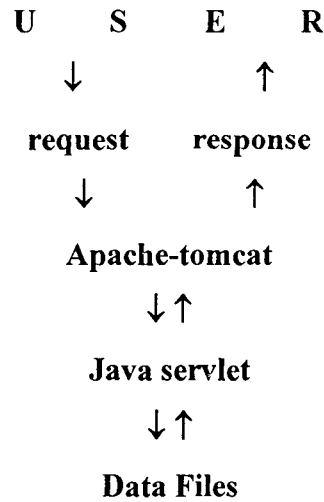 U S E R
↓ ↑
request response
↓ ↑
Apache-tomcat
↓↑
Java servlet
↓↑
Data Files